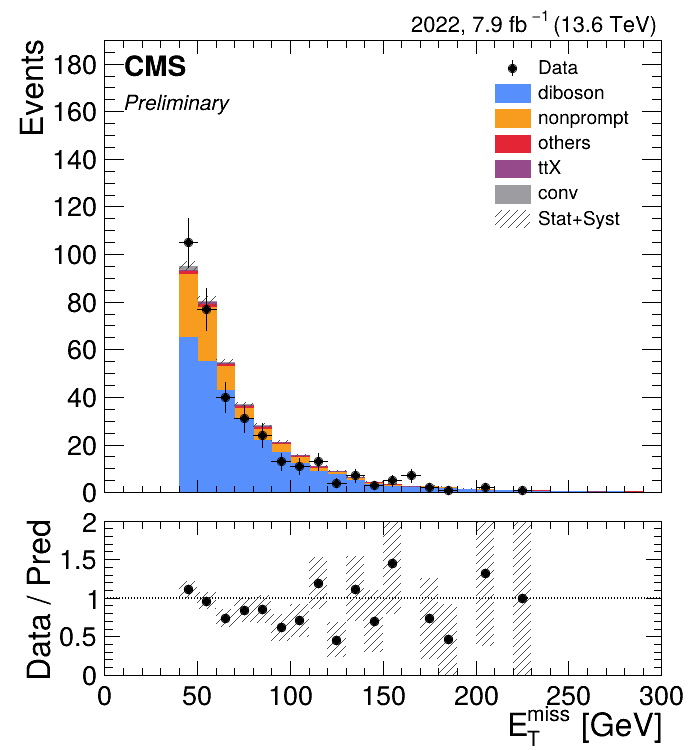 2022, 7.9 fb⁻¹ (13.6 TeV)
CMS
Preliminary
Events
180
160
140
120
100
80
60
40
20
0
Data
diboson
nonprompt
others
ttX
conv
Stat+Syst
Data / Pred
2
1.5
1
0.5
0
0 50 100 150 200 250 300
E_T^miss [GeV]